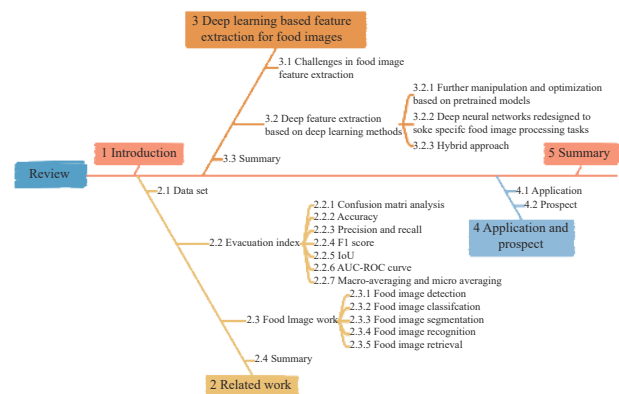 3 Deep learning based feature
extraction for food images
3.1 Challenges in food image
feature extraction
3.2 Deep feature extraction
based on deep learning methods
3.2.1 Further manipulation and optimization
based on pretrained models
3.2.2 Deep neural networks redesigned to
soke specifc food image processing tasks
3.2.3 Hybrid approach
3.3 Summary
1 Introduction
5 Summary
Review
2.1 Data set
4.1 Application
4.2 Prospect
4 Application and
prospect
2.2 Evacuation index
2.2.1 Confusion matri analysis
2.2.2 Accuracy
2.2.3 Precision and recall
2.2.4 F1 score
2.2.5 IoU
2.2.6 AUC-ROC curve
2.2.7 Macro-averaging and micro averaging
2.3 Food lmage work
2.3.1 Food image detection
2.3.2 Food image classifcation
2.3.3 Food image segmentation
2.3.4 Food image recognition
2.3.5 Food image retrieval
2.4 Summary
2 Related work